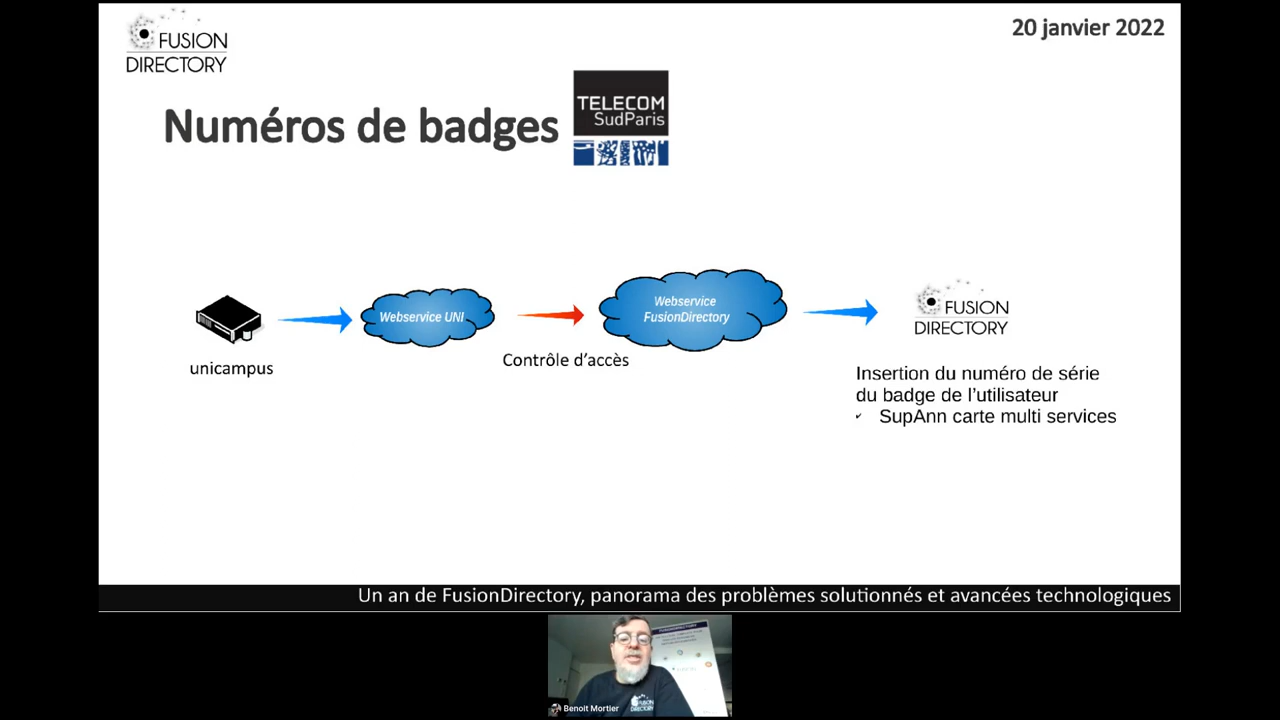 FUSION
DIRECTORY
20 janvier 2022
Numéros de badges
TELECOM
SudParis
unicampus
Webservice UNI
Contrôle d'accès
Webservice
FusionDirectory
FUSION
DIRECTORY
Insertion du numéro de série
du badge de l'utilisateur
✓ SupAnn carte multi services
Un an de FusionDirectory, panorama des problèmes solutionnés et avancées technologiques
FUSION
DIRECTORY
Benoit Mortier